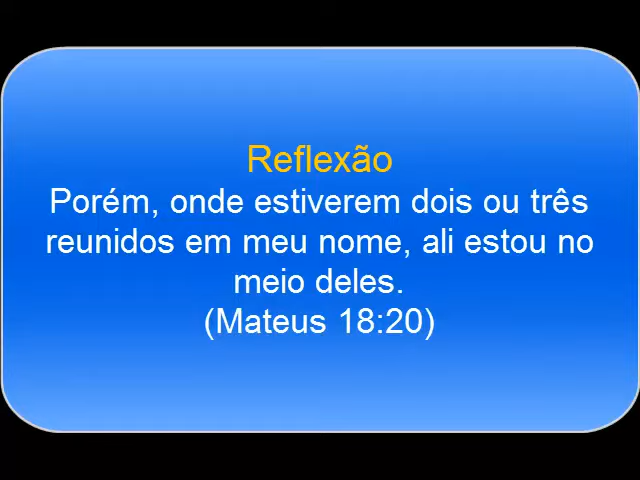 Reflexão
Porém, onde estiverem dois ou três
reunidos em meu nome, ali estou no
meio deles.
(Mateus 18:20)